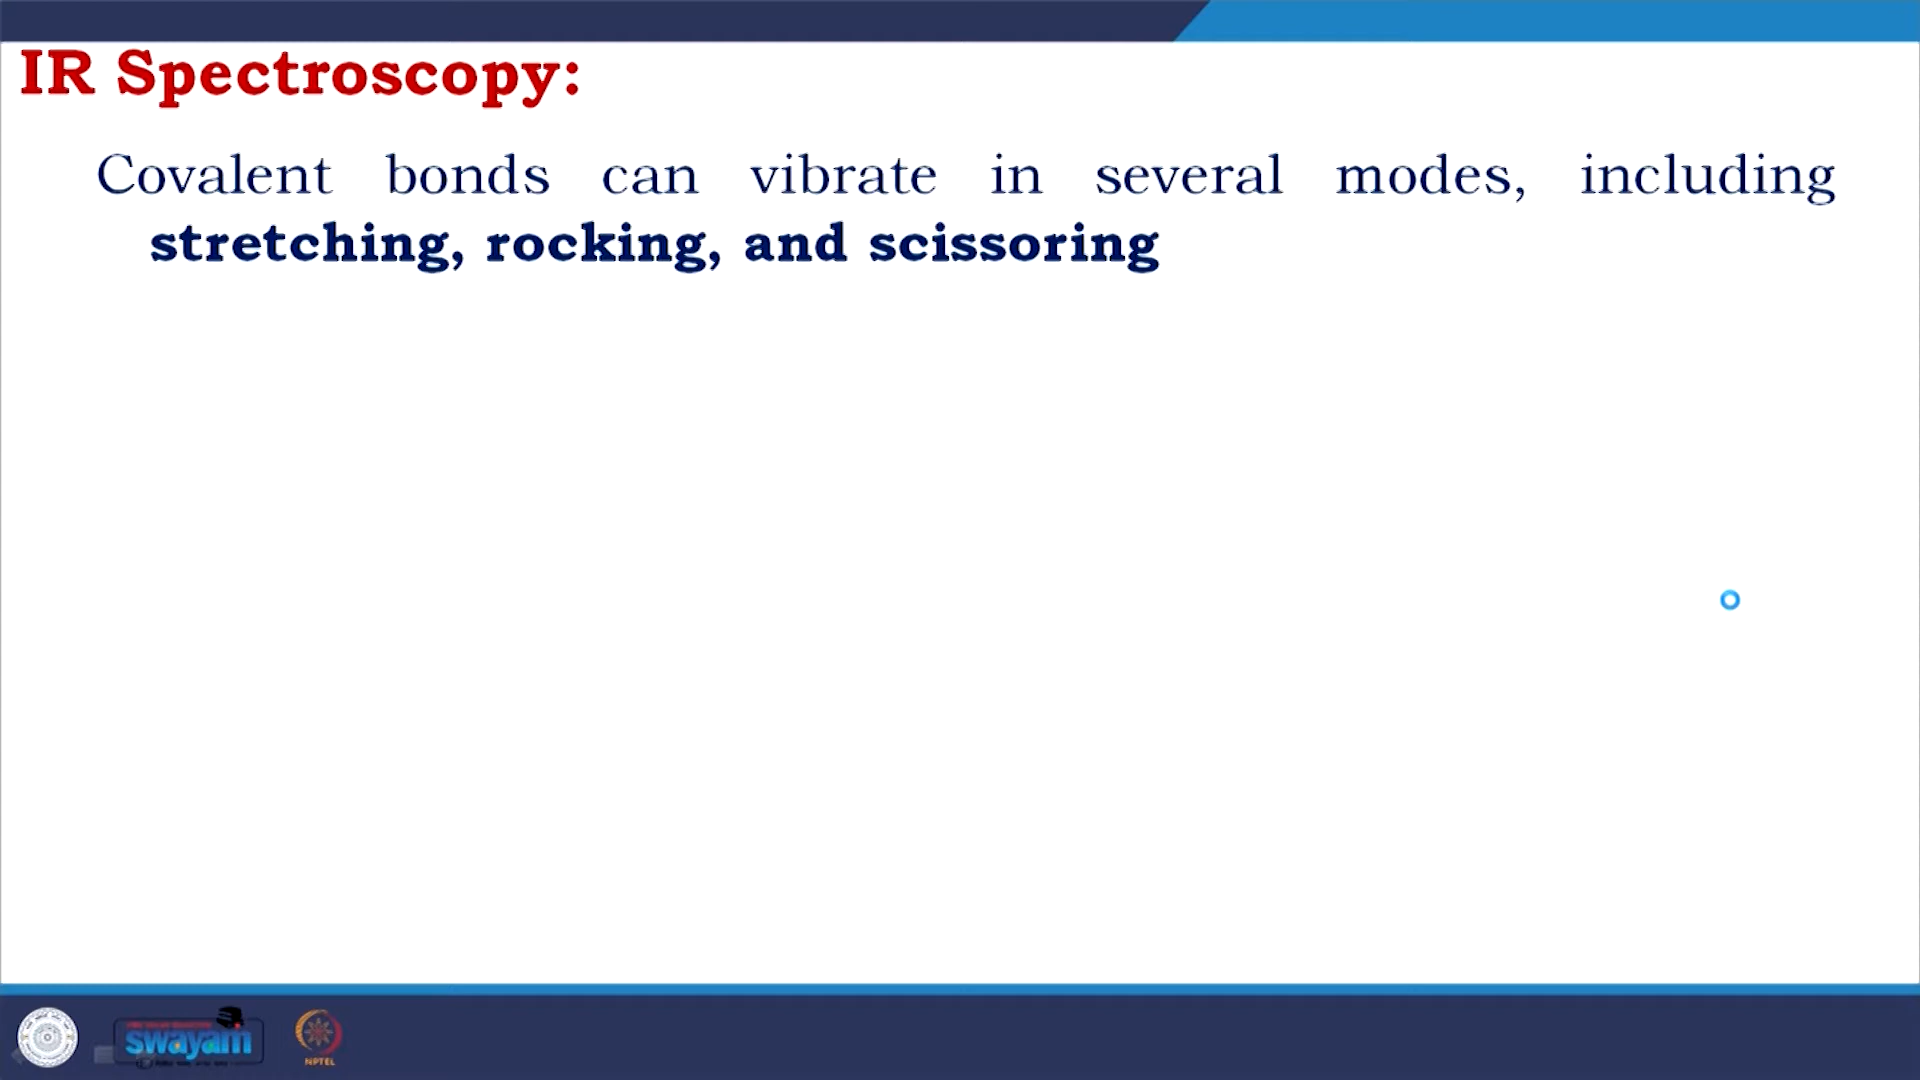 IR Spectroscopy:
Covalent bonds can vibrate in several modes, including
stretching, rocking, and scissoring
swayam
NPTEL